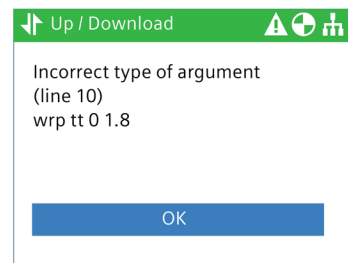 Up / Download
Incorrect type of argument
(line 10)
wrp tt 0 1.8
OK